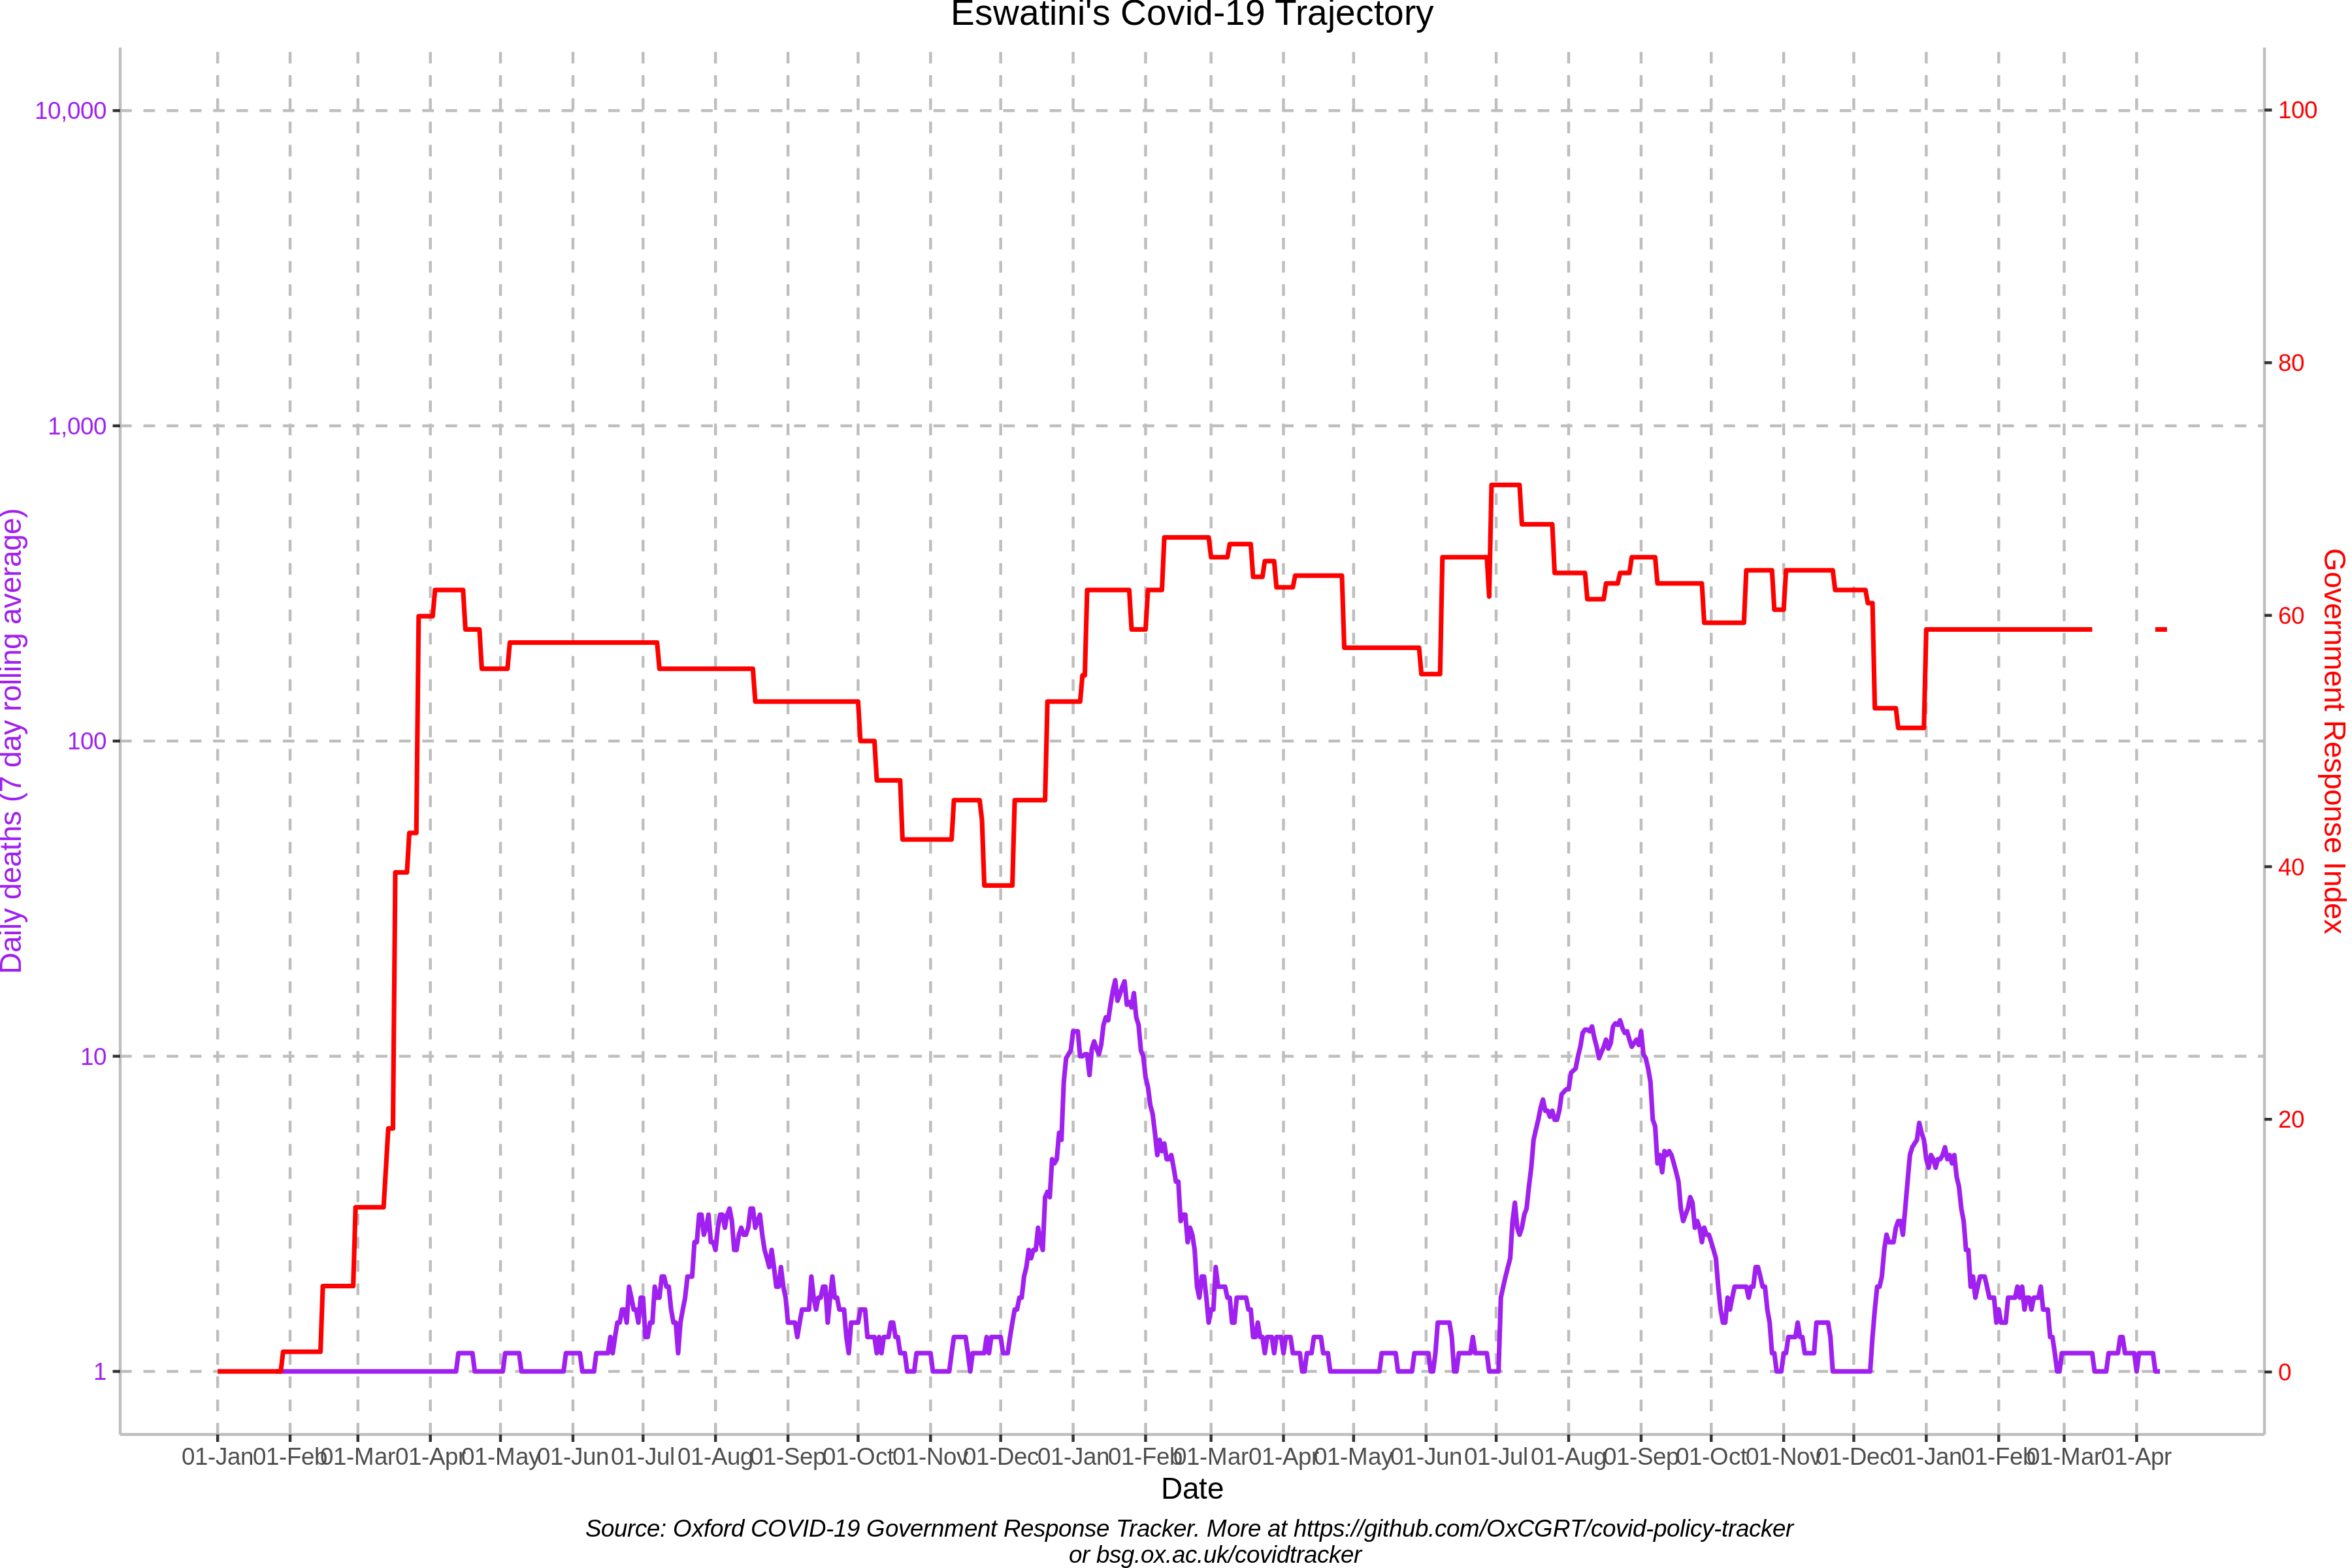 Eswatini's Covid-19 Trajectory
10,000
1,000
100
10
1
Daily deaths (7 day rolling average)
100
80
60
40
20
0
Government Response Index
01-Jan 01-Feb 01-Mar 01-Apr 01-May 01-Jun 01-Jul 01-Aug 01-Sep 01-Oct 01-Nov 01-Dec 01-Jan 01-Feb 01-Mar 01-Apr 01-May 01-Jun 01-Jul 01-Aug 01-Sep 01-Oct 01-Nov 01-Dec 01-Jan 01-Feb 01-Mar 01-Apr
Date
Source: Oxford COVID-19 Government Response Tracker. More at https://github.com/OxCGRT/covid-policy-tracker
or bsg.ox.ac.uk/covidtracker